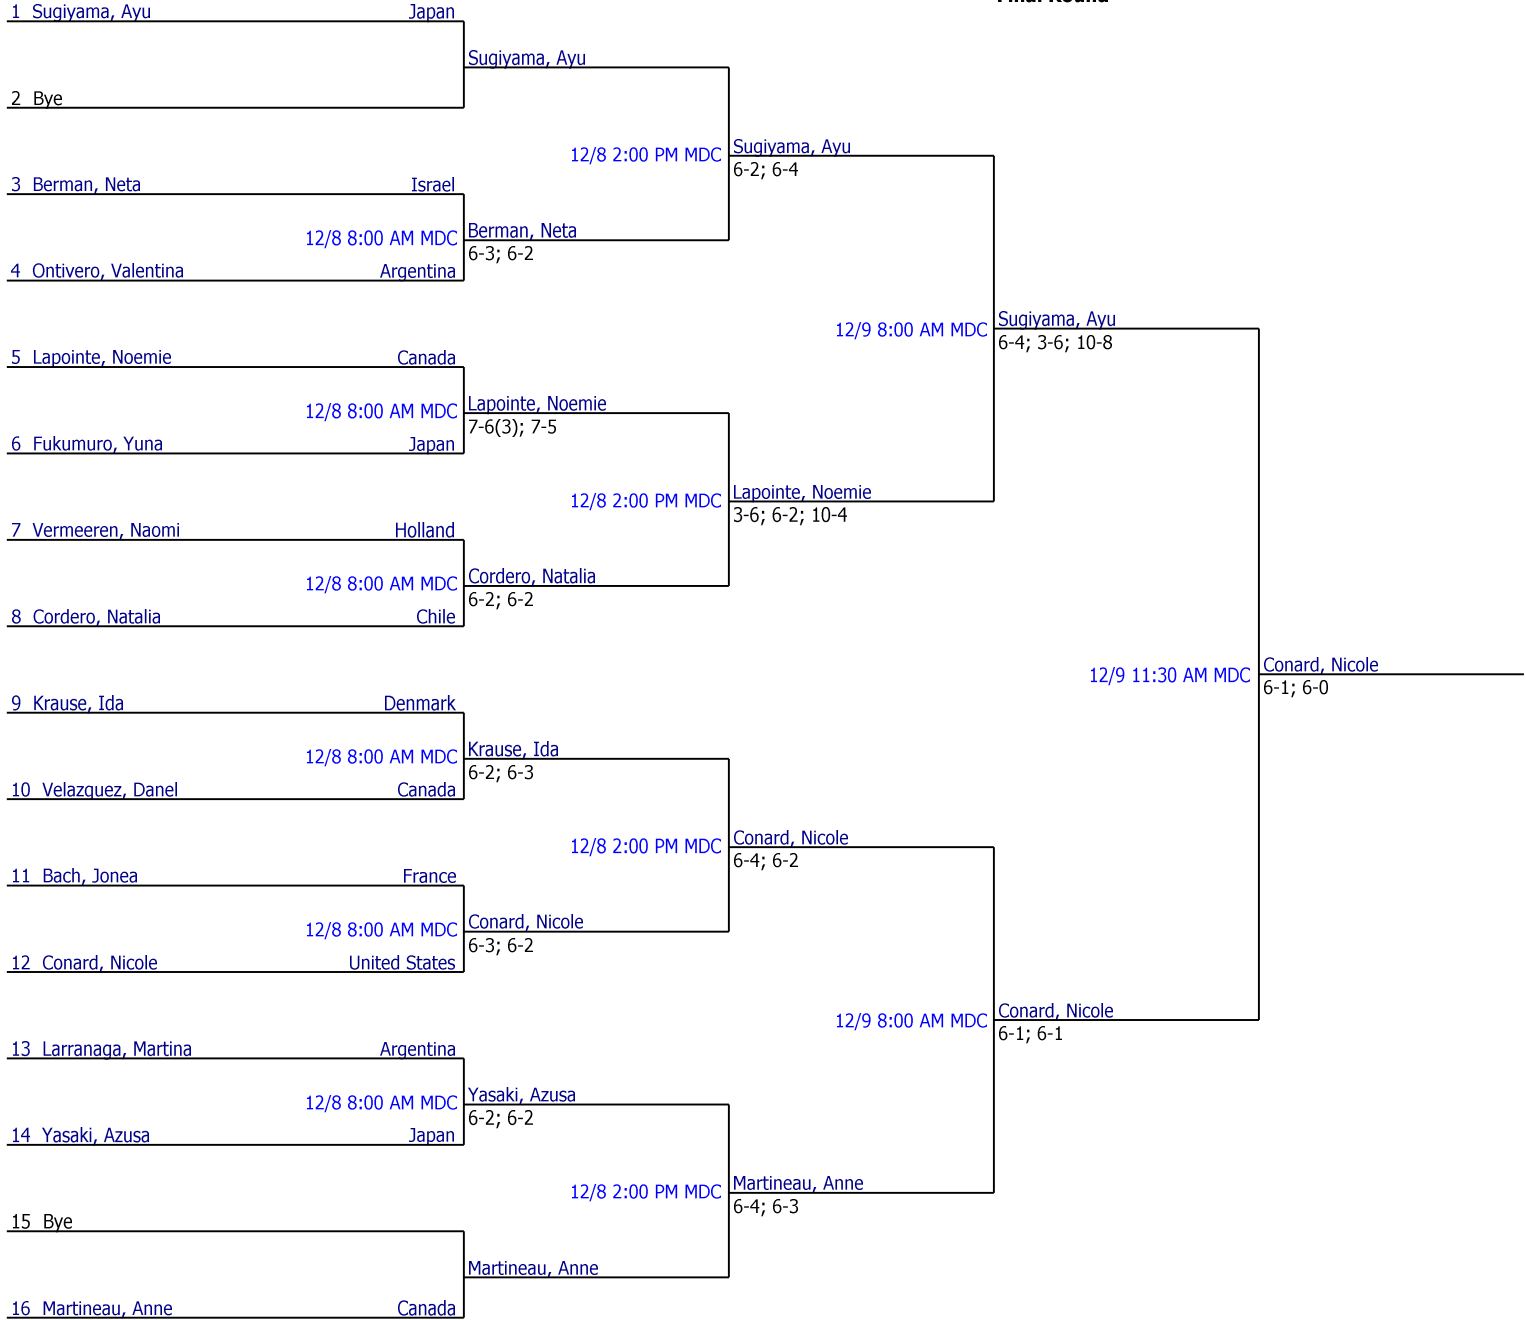 Final Round
1 Sugiyama, Ayu Japan
Sugiyama, Ayu
2 Bye
12/8 2:00 PM MDC Sugiyama, Ayu
6-2; 6-4
3 Berman, Neta Israel
12/8 8:00 AM MDC Berman, Neta
6-3; 6-2
4 Ontivero, Valentina Argentina
12/9 8:00 AM MDC Sugiyama, Ayu
6-4; 3-6; 10-8
5 Lapointe, Noemie Canada
12/8 8:00 AM MDC Lapointe, Noemie
7-6(3); 7-5
6 Fukumuro, Yuna Japan
12/8 2:00 PM MDC Lapointe, Noemie
3-6; 6-2; 10-4
7 Vermeeren, Naomi Holland
12/8 8:00 AM MDC Cordero, Natalia
6-2; 6-2
8 Cordero, Natalia Chile
12/9 11:30 AM MDC Conard, Nicole
6-1; 6-0
9 Krause, Ida Denmark
12/8 8:00 AM MDC Krause, Ida
6-2; 6-3
10 Velazquez, Danel Canada
12/8 2:00 PM MDC Conard, Nicole
6-4; 6-2
11 Bach, Jonea France
12/8 8:00 AM MDC Conard, Nicole
6-3; 6-2
12 Conard, Nicole United States
12/9 8:00 AM MDC Conard, Nicole
6-1; 6-1
13 Larranaga, Martina Argentina
12/8 8:00 AM MDC Yasaki, Azusa
6-2; 6-2
14 Yasaki, Azusa Japan
12/8 2:00 PM MDC Martineau, Anne
6-4; 6-3
15 Bye
Martineau, Anne
16 Martineau, Anne Canada